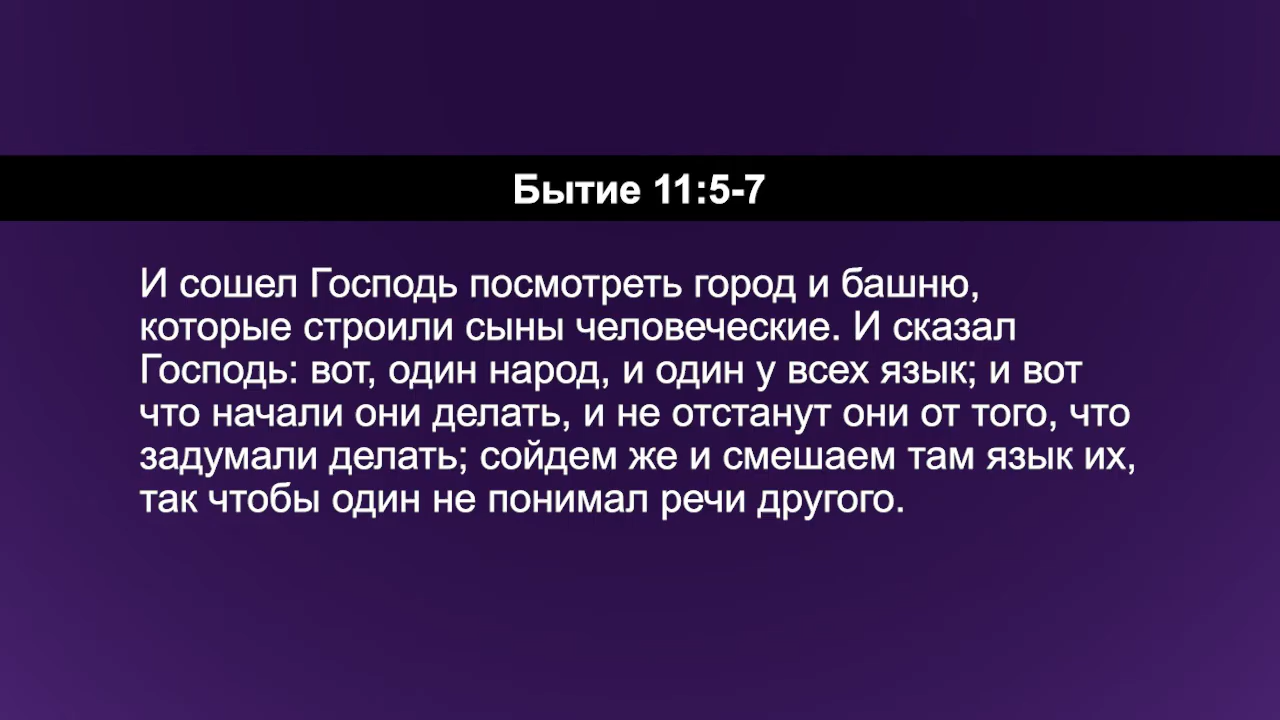 Бытие 11:5-7
И сошел Господь посмотреть город и башню,
которые строили сыны человеческие. И сказал
Господь: вот, один народ, и один у всех язык; и вот
что начали они делать, и не отстанут они от того, что
задумали делать; сойдем же и смешаем там язык их,
так чтобы один не понимал речи другого.